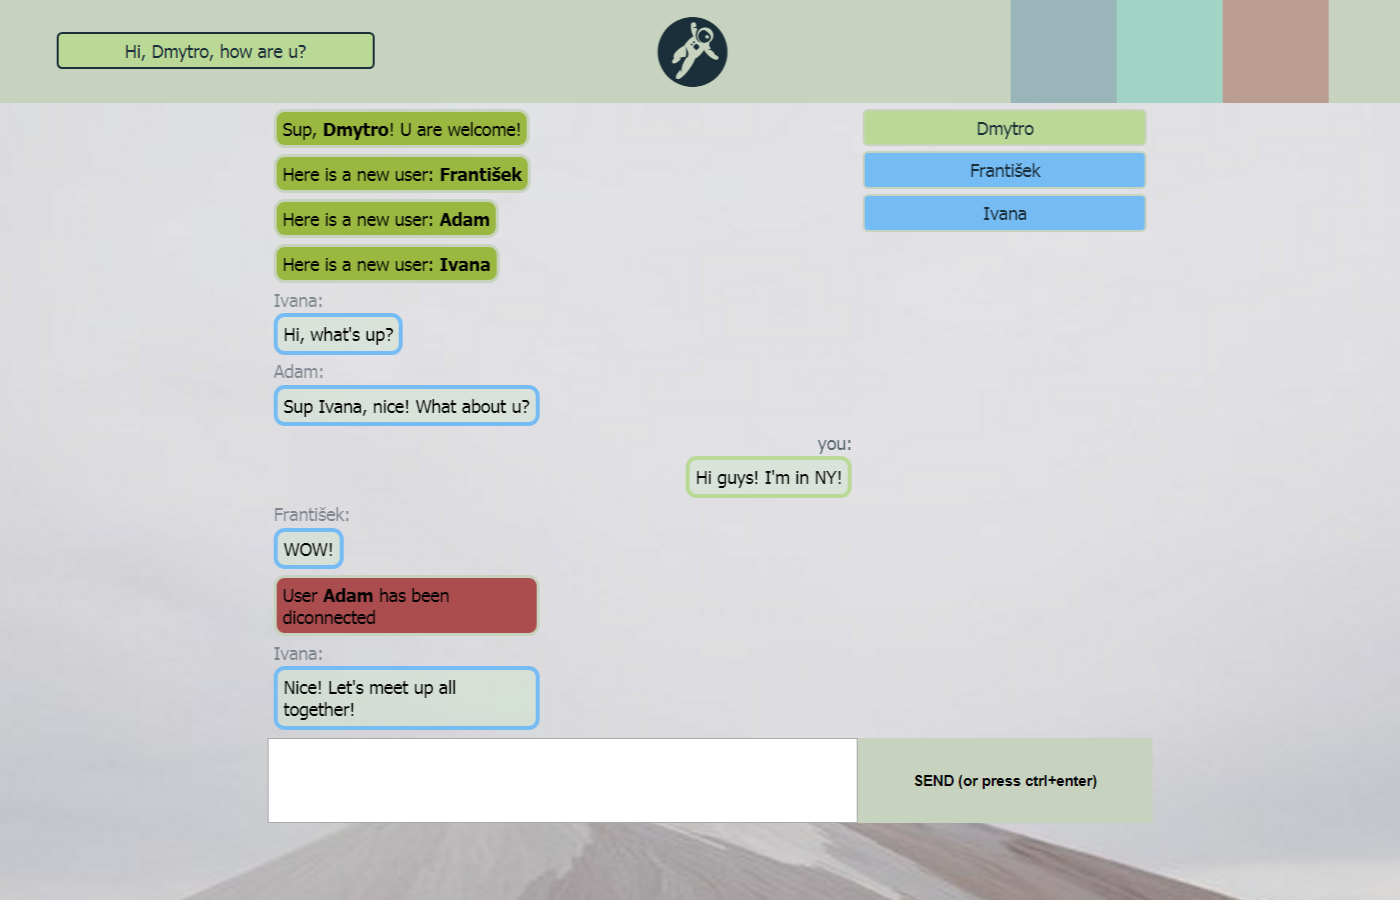 Hi, Dmytro, how are u?
Sup, Dmytro! U are welcome!
Here is a new user: František
Here is a new user: Adam
Here is a new user: Ivana
Ivana:
Hi, what's up?
Adam:
Sup Ivana, nice! What about u?
you:
Hi guys! I'm in NY!
František:
WOW!
User Adam has been
diconnected
Ivana:
Nice! Let's meet up all
together!
Dmytro
František
Ivana
SEND (or press ctrl+enter)